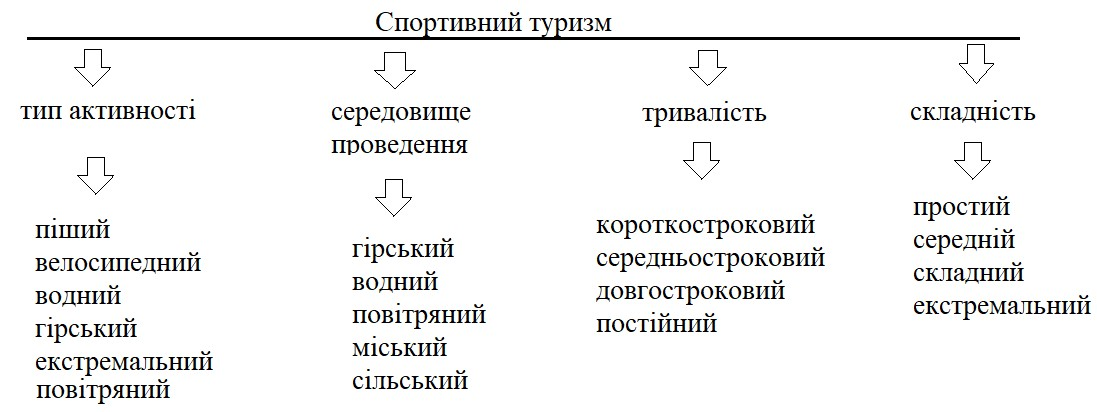 Спортивний туризм
тип активності
середовище
проведення
тривалість
складність
піший
велосипедний
водний
гірський
екстремальний
повітряний
гірський
водний
повітряний
міський
сільський
короткостроковий
середньостроковий
довгостроковий
постійний
простий
середній
складний
екстремальний